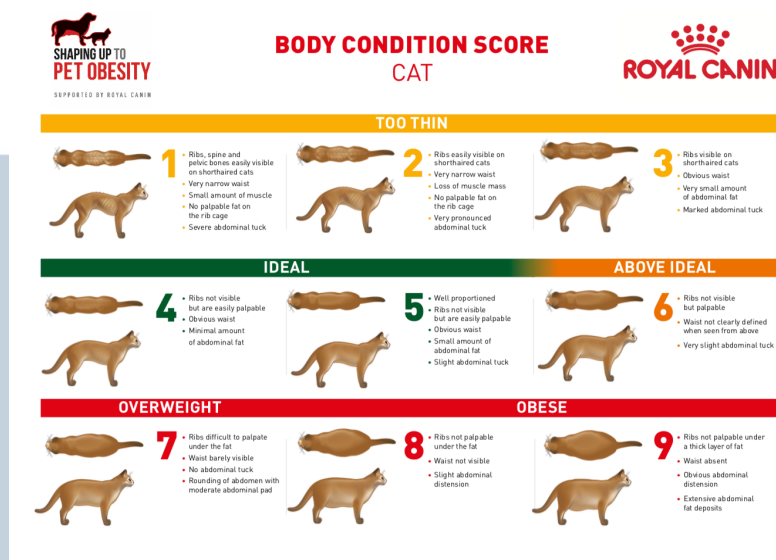 SHAPING UP TO
PET OBESITY
SUPPORTED BY ROYAL CANIN
BODY CONDITION SCORE
CAT
ROYAL CANIN
TOO THIN
1
• Ribs, spine and
pelvic bones easily visible
on shorthaired cats
• Very narrow waist
• Small amount of muscle
• No palpable fat on
the rib cage
• Severe abdominal tuck
2
• Ribs easily visible on
shorthaired cats
• Very narrow waist
• Loss of muscle mass
• No palpable fat on
the rib cage
• Very pronounced
abdominal tuck
3
• Ribs visible on
shorthaired cats
• Obvious waist
• Very small amount
of abdominal fat
• Marked abdominal tuck
IDEAL
ABOVE IDEAL
4
• Ribs not visible
but are easily palpable
• Obvious waist
• Minimal amount
of abdominal fat
5
• Well proportioned
• Ribs not visible
but are easily palpable
• Obvious waist
• Small amount of
abdominal fat
• Slight abdominal tuck
6
• Ribs not visible
but palpable
• Waist not clearly defined
when seen from above
• Very slight abdominal tuck
OVERWEIGHT
OBESE
7
• Ribs difficult to palpate
under the fat
• Waist barely visible
• No abdominal tuck
• Rounding of abdomen with
moderate abdominal pad
8
• Ribs not palpable
under the fat
• Waist not visible
• Slight abdominal
distension
9
• Ribs not palpable under
a thick layer of fat
• Waist absent
• Obvious abdominal
distension
• Extensive abdominal
fat deposits